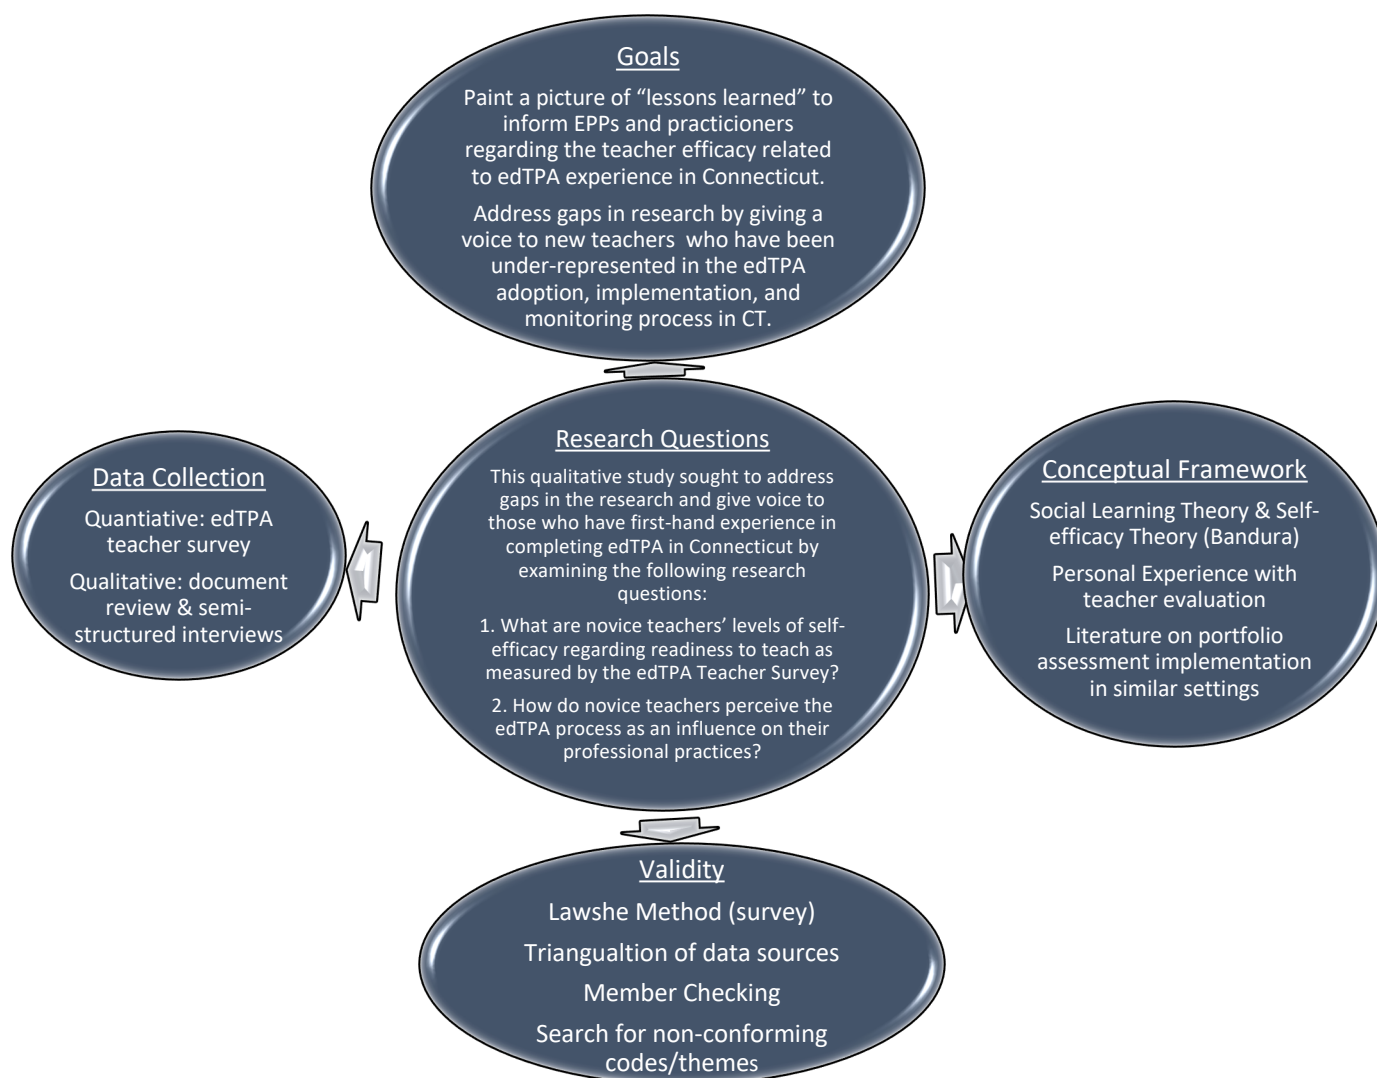 Goals
Paint a picture of “lessons learned” to
inform EPPs and practicioners
regarding the teacher efficacy related
to edTPA experience in Connecticut.
Address gaps in research by giving a
voice to new teachers  who have been
under-represented in the edTPA
adoption, implementation, and
monitoring process in CT.
Data Collection
Quantiative: edTPA
teacher survey
Qualitative: document
review & semi-
structured interviews
Research Questions
This qualitative study sought to address
gaps in the research and give voice to
those who have first-hand experience in
completing edTPA in Connecticut by
examining the following research
questions:
1. What are novice teachers’ levels of self-
efficacy regarding readiness to teach as
measured by the edTPA Teacher Survey?
2. How do novice teachers perceive the
edTPA process as an influence on their
professional practices?
Conceptual Framework
Social Learning Theory & Self-
efficacy Theory (Bandura)
Personal Experience with
teacher evaluation
Literature on portfolio
assessment implementation
in similar settings
Validity
Lawshe Method (survey)
Triangualtion of data sources
Member Checking
Search for non-conforming
codes/themes